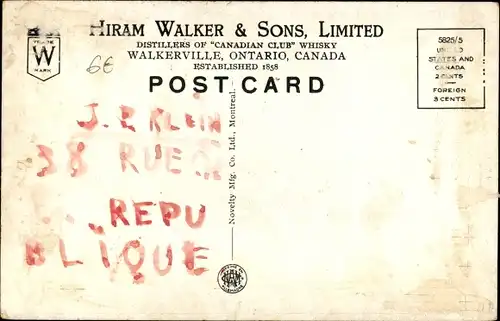 HIRAM WALKER & SONS, LIMITED
DISTILLERS OF "CANADIAN CLUB" WHISKY
WALKERVILLE, ONTARIO, CANADA
ESTABLISHED 1858
POST CARD
TRADE
W
MARK
6€
5825/5
UNITED
STATES AND
CANADA
2 CENTS
FOREIGN
3 CENTS
J. P. KLEIN
38 RUE
REPU
BLIQUE
Novelty Mfg. Co. Ltd., Montreal.